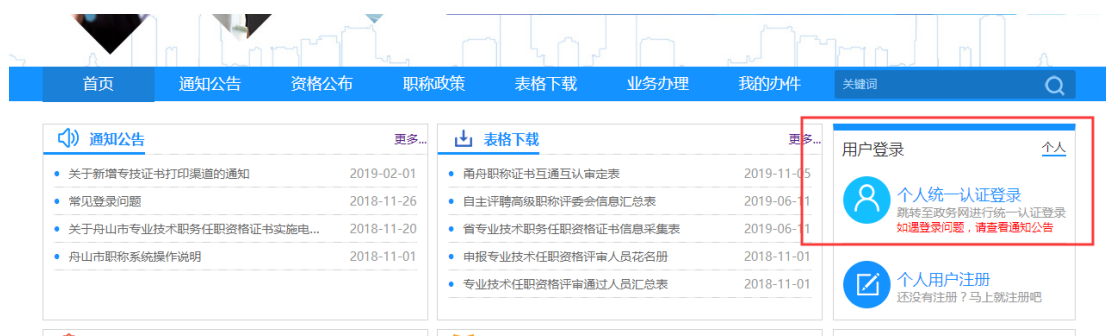 首页 通知公告 资格公布 职称政策 表格下载 业务办理 我的办件 关键词
通知公告 更多...
关于新增专技证书打印渠道的通知 2019-02-01
常见登录问题 2018-11-26
关于舟山市专业技术职务任职资格证书实施电... 2018-11-20
舟山市职称系统操作说明 2018-11-01
表格下载 更多...
甬舟职称证书互通互认审定表 2019-11-05
自主评聘高级职称评委会信息汇总表 2019-06-11
省专业技术职务任职资格证书信息采集表 2019-06-11
申报专业技术任职资格评审人员花名册 2018-11-01
专业技术任职资格评审通过人员汇总表 2018-11-01
用户登录 个人
个人统一认证登录
跳转至政务网进行统一认证登录
如遇登录问题，请查看通知公告
个人用户注册
还没有注册？马上就注册吧